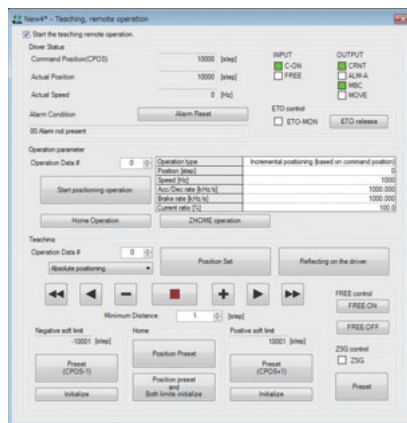 New4* - Teaching, remote operation
Start the teaching remote operation.
Driver Status
Command Position(CPOS) 10000 [step]
Actual Position 10000 [step]
Actual Speed 0 [Hz]
Alarm Condition Alarm Reset
00:Alarm not present
INPUT
C-ON
FREE
OUTPUT
CRNT
ALM-A
MBC
MOVE
ETO control
ETO-MON ETO release
Operation parameter
Operation Data # 0
Start positioning operation.
Operation type Incremental positioning (based on command position)
Position [step] 0
Speed [Hz] 1000
Acc/Dec rate [kHz/s] 1000.000
Brake rate [kHz/s] 1000.000
Current ratio [%] 100.0
Home Operation ZHOME operation
Teaching
Operation Data # 0
Absolute positioning
Position Set Reflecting on the driver.
Minimum Distance 1 [step]
FREE control
FREE:ON
FREE:OFF
Negative soft limit
-10001 [step]
Preset
(CPOS-1)
Initialize
Home
Position Preset
Position preset
and
Both limits initialize
Positive soft limit
10001 [step]
Preset
(CPOS+1)
Initialize
ZSG control
ZSG
Preset